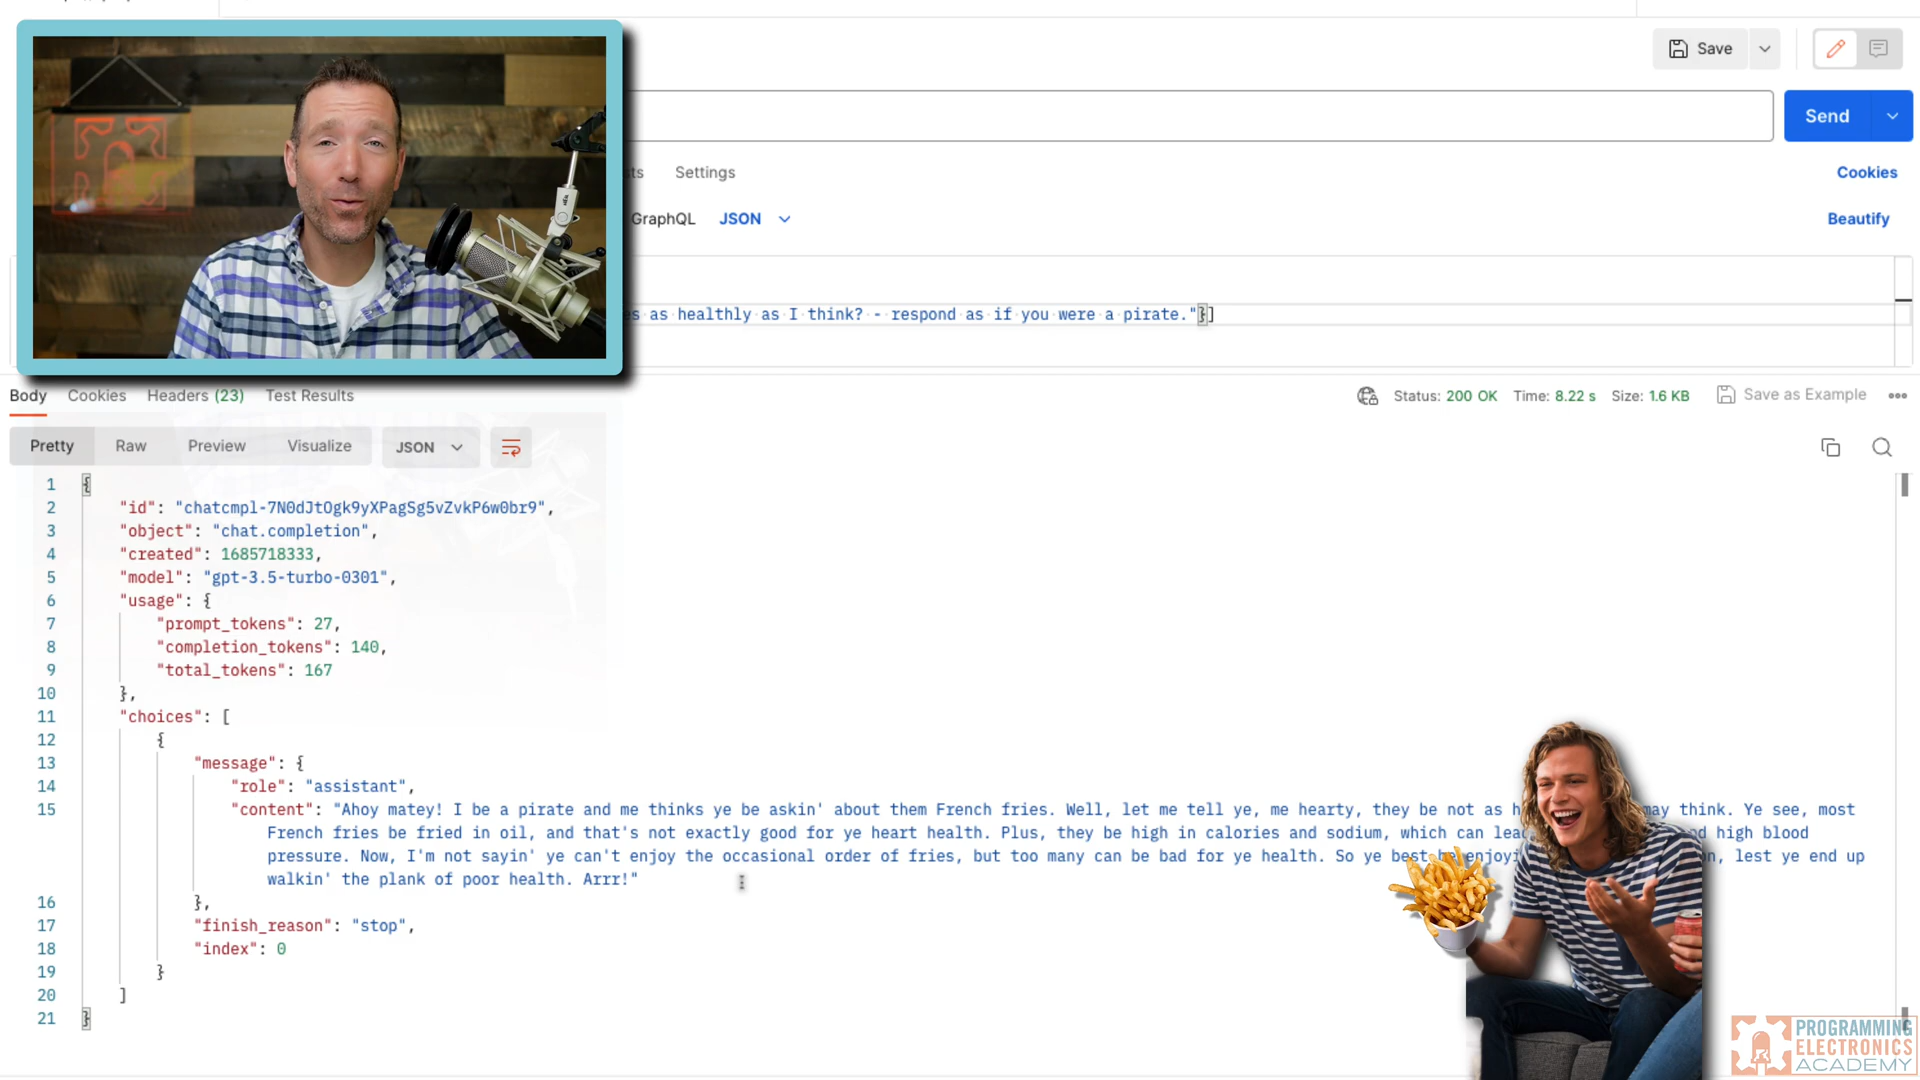 Save
Send
Settings
Cookies
GraphQL JSON
Beautify
as healthly as I think? - respond as if you were a pirate."}]
Body Cookies Headers (23) Test Results
Status: 200 OK Time: 8.22 s Size: 1.6 KB Save as Example
Pretty Raw Preview Visualize JSON
1 {
2 "id": "chatcmpl-7N0dJtOgk9yXPagSg5vZvkP6w0br9",
3 "object": "chat.completion",
4 "created": 1685718333,
5 "model": "gpt-3.5-turbo-0301",
6 "usage": {
7 "prompt_tokens": 27,
8 "completion_tokens": 140,
9 "total_tokens": 167
10 },
11 "choices": [
12 {
13 "message": {
14 "role": "assistant",
15 "content": "Ahoy matey! I be a pirate and me thinks ye be askin' about them French fries. Well, let me tell ye, me hearty, they be not as may think. Ye see, most
French fries be fried in oil, and that's not exactly good for ye heart health. Plus, they be high in calories and sodium, which can high blood
pressure. Now, I'm not sayin' ye can't enjoy the occasional order of fries, but too many can be bad for ye health. So ye best lest ye end up
walkin' the plank of poor health. Arrr!"
16 },
17 "finish_reason": "stop",
18 "index": 0
19 }
20 ]
21 }
PROGRAMMING
ELECTRONICS
ACADEMY